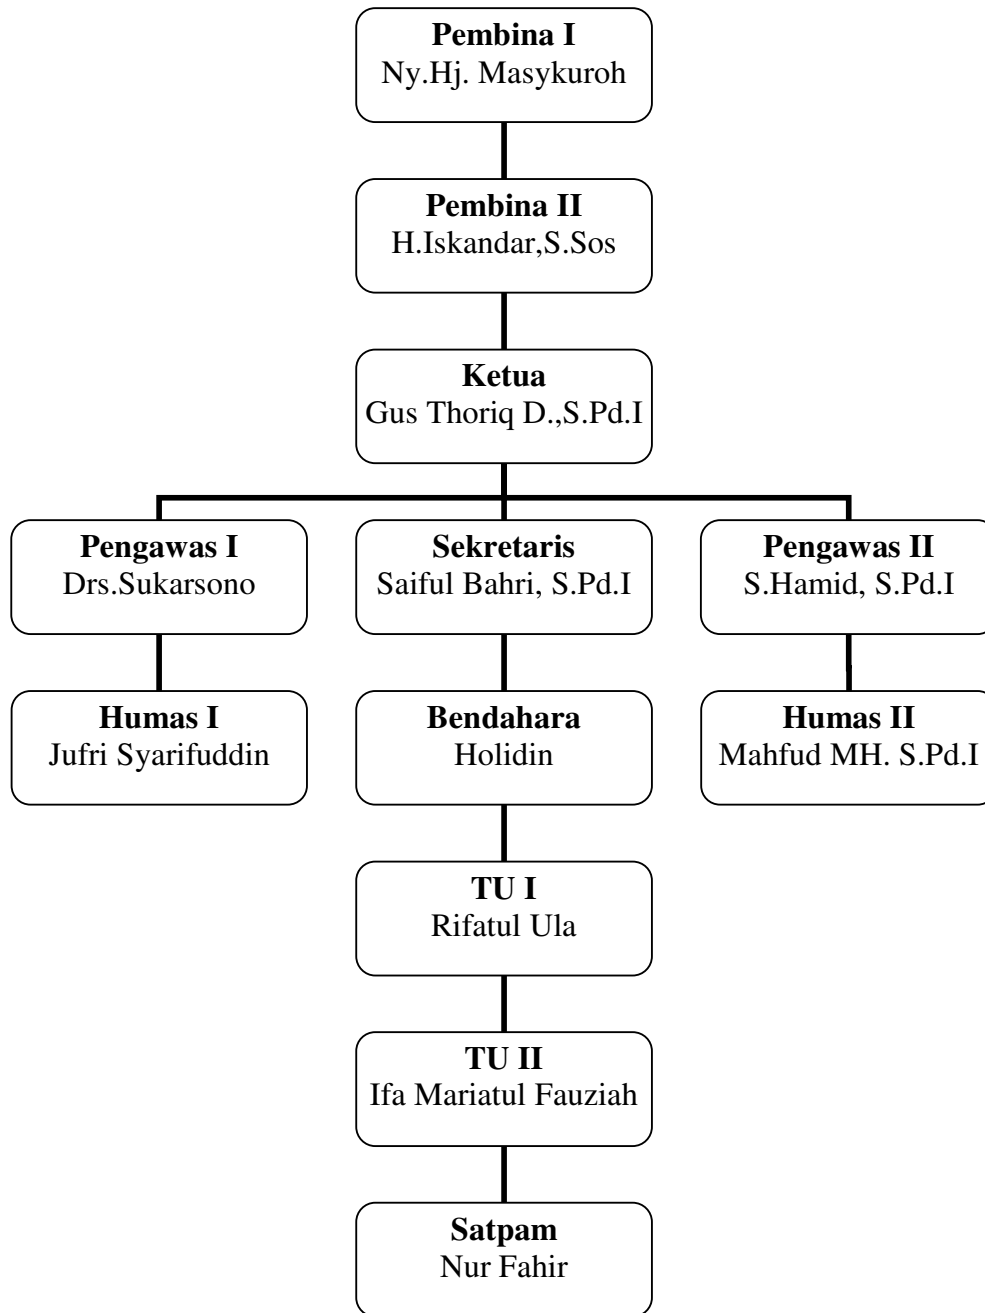 Pembina I
Ny.Hj. Masykuroh
Pembina II
H.Iskandar,S.Sos
Ketua
Gus Thoriq D.,S.Pd.I
Pengawas I
Drs.Sukarsono
Sekretaris
Saiful Bahri, S.Pd.I
Pengawas II
S.Hamid, S.Pd.I
Humas I
Jufri Syarifuddin
Bendahara
Holidin
Humas II
Mahfud MH. S.Pd.I
TU I
Rifatul Ula
TU II
Ifa Mariatul Fauziah
Satpam
Nur Fahir